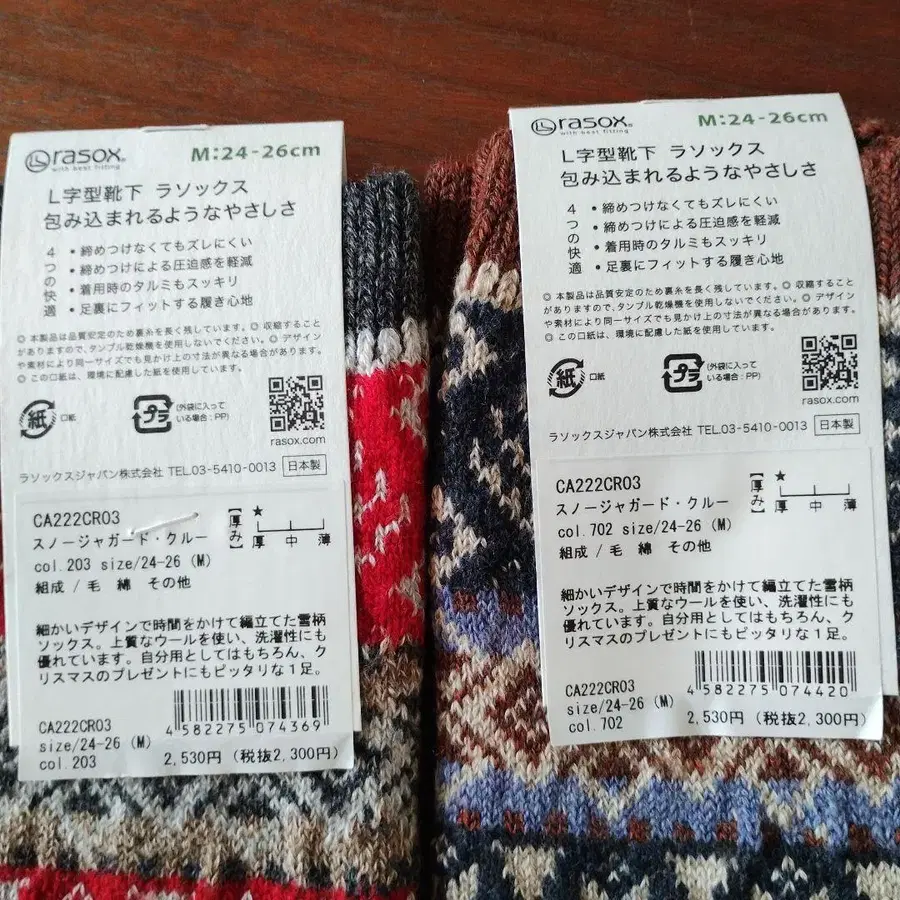 rasox®
with best fitting
M:24-26cm
L字型靴下 ラソックス
包み込まれるようなやさしさ
4つの快適
・締めつけなくてもズレにくい
・締めつけによる圧迫感を軽減
・着用時のタルミもスッキリ
・足裏にフィットする履き心地
◎本製品は品質安定のため裏糸を長く残しています。◎収縮すること
がありますので、タンブル乾燥機を使用しないでください。◎デザイン
や素材により同一サイズでも見かけ上の寸法が異なる場合があります。
◎この口紙は、環境に配慮した紙を使用しています。
紙
口紙
プラ
(外袋に入って
いる場合:PP)
rasox.com
ラソックスジャパン株式会社 TEL.03-5410-0013 日本製
CA222CR03
スノージャガード・クルー
col.203 size/24-26 (M)
組成/毛 綿 その他
【厚み】
★
厚 中 薄
細かいデザインで時間をかけて編立てた雪柄
ソックス。上質なウールを使い、洗濯性にも
優れています。自分用としてはもちろん、ク
リスマスのプレゼントにもピッタリな1足。
4 582275 074369
CA222CR03
size/24-26 (M)
col.203
2,530円 (税抜2,300円)
rasox®
with best fitting
M:24-26cm
L字型靴下 ラソックス
包み込まれるようなやさしさ
4つの快適
・締めつけなくてもズレにくい
・締めつけによる圧迫感を軽減
・着用時のタルミもスッキリ
・足裏にフィットする履き心地
◎本製品は品質安定のため裏糸を長く残しています。◎収縮する
ことがありますので、タンブル乾燥機を使用しないでください。◎デザイン
や素材により同一サイズでも見かけ上の寸法が異なる場合があります。
◎この口紙は、環境に配慮した紙を使用しています。
紙
口紙
プラ
(外袋に入って
いる場合:PP)
rasox.com
ラソックスジャパン株式会社 TEL.03-5410-0013 日本製
CA222CR03
スノージャガード・クルー
col.702 size/24-26 (M)
組成/毛 綿 その他
【厚み】
★
厚 中 薄
細かいデザインで時間をかけて編立てた雪柄
ソックス。上質なウールを使い、洗濯性にも
優れています。自分用としてはもちろん、ク
リスマスのプレゼントにもピッタリな1足。
4 582275 074420
CA222CR03
size/24-26 (M)
col.702
2,530円 (税抜2,300円)